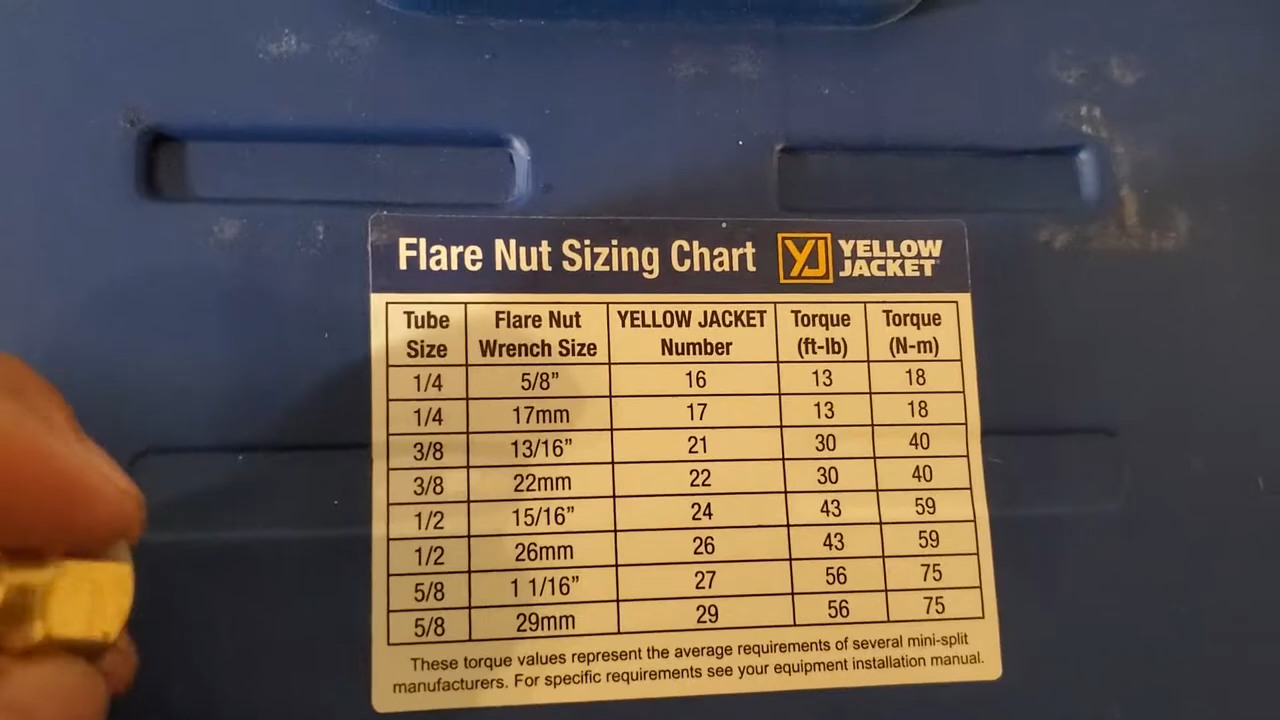 Flare Nut Sizing Chart YJ YELLOW JACKET
Tube Size Flare Nut Wrench Size YELLOW JACKET Number Torque (ft-lb) Torque (N-m)
1/4 5/8” 16 13 18
1/4 17mm 17 13 18
3/8 13/16” 21 30 40
3/8 22mm 22 30 40
1/2 15/16” 24 43 59
1/2 26mm 26 43 59
5/8 1 1/16” 27 56 75
5/8 29mm 29 56 75
These torque values represent the average requirements of several mini-split
manufacturers. For specific requirements see your equipment installation manual.